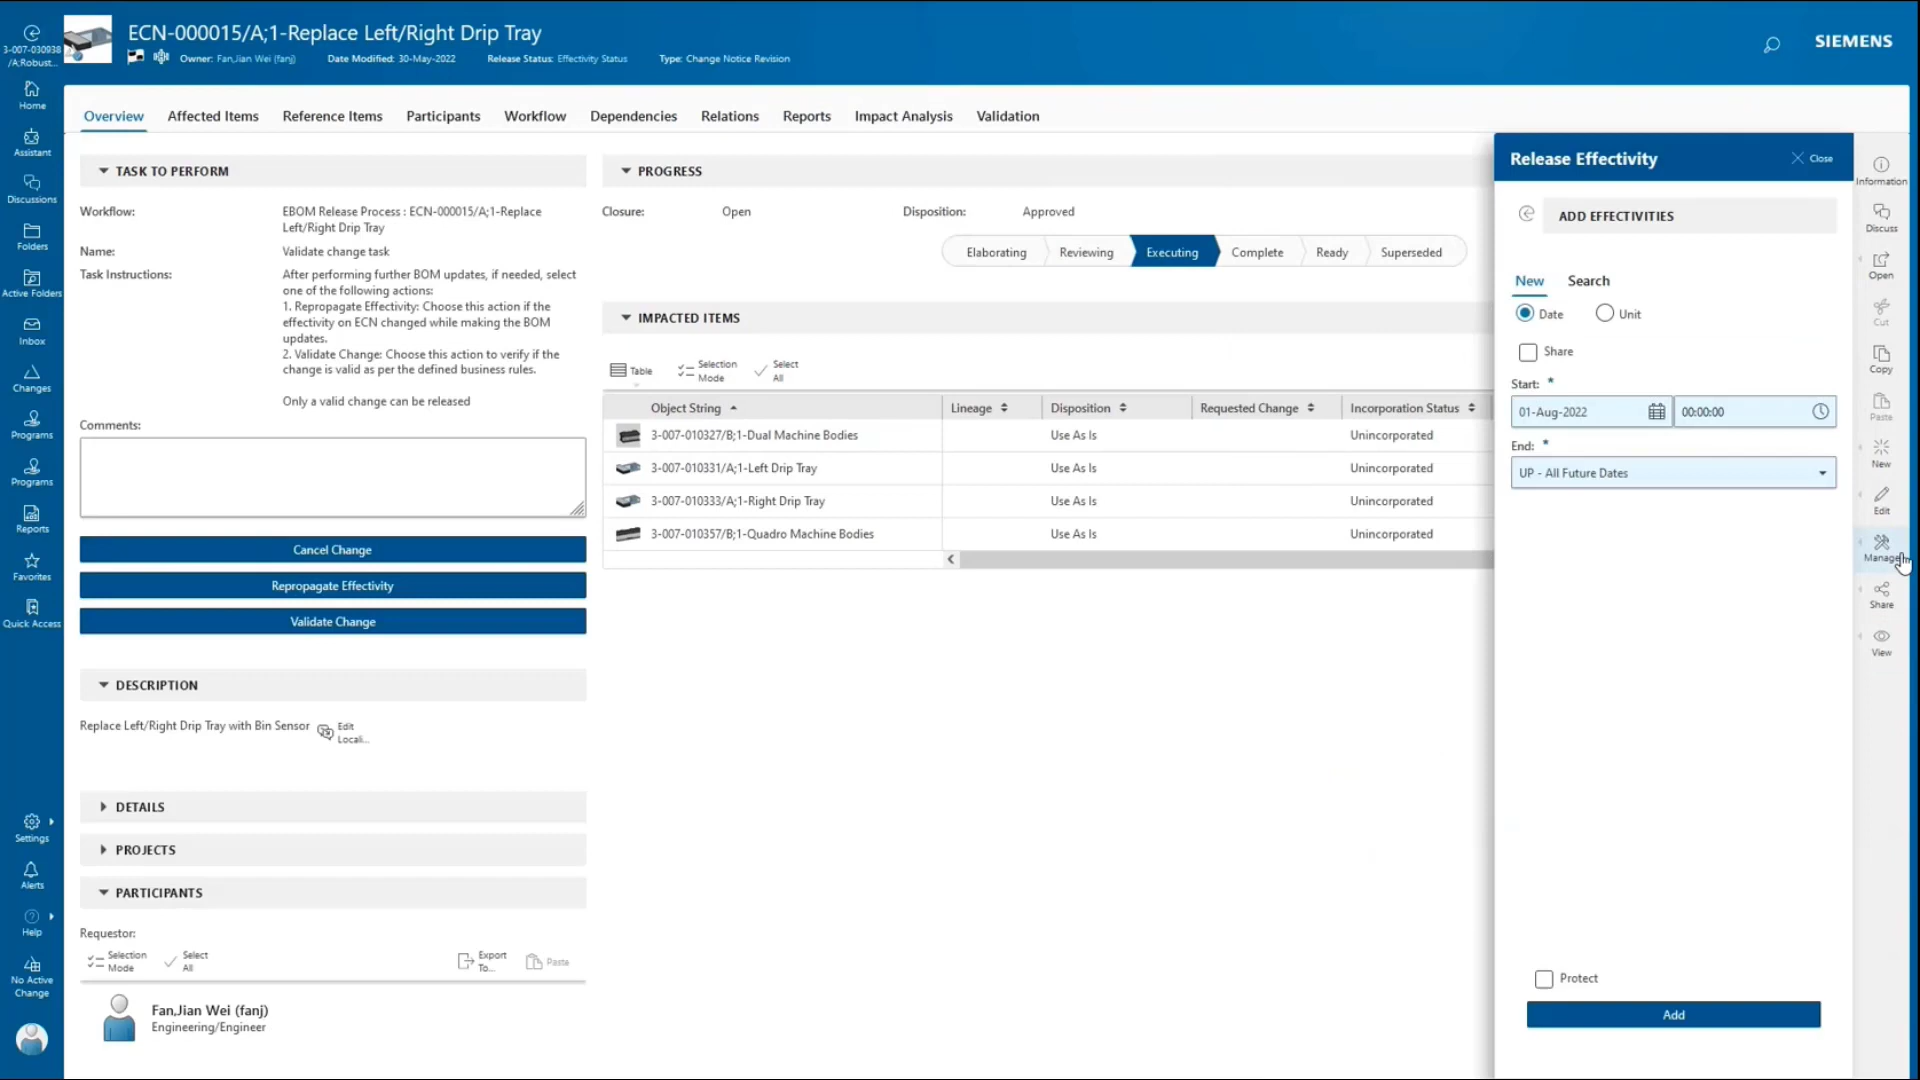 3-007-030938
/A:Robust...
ECN-000015/A;1-Replace Left/Right Drip Tray
Owner: Fan,Jian Wei (fanj)
Date Modified: 30-May-2022
Release Status: Effectivity Status
Type: Change Notice Revision
SIEMENS
Home
Assistant
Discussions
Folders
Active Folders
Inbox
Changes
Programs
Programs
Reports
Favorites
Quick Access
Settings
Alerts
Help
No Active
Change
Overview
Affected Items
Reference Items
Participants
Workflow
Dependencies
Relations
Reports
Impact Analysis
Validation
TASK TO PERFORM
Workflow:
EBOM Release Process : ECN-000015/A;1-Replace
Left/Right Drip Tray
Name:
Validate change task
Task Instructions:
After performing further BOM updates, if needed, select
one of the following actions:
1. Repropagate Effectivity: Choose this action if the
effectivity on ECN changed while making the BOM
updates.
2. Validate Change: Choose this action to verify if the
change is valid as per the defined business rules.
Only a valid change can be released
Comments:
Cancel Change
Repropagate Effectivity
Validate Change
DESCRIPTION
Replace Left/Right Drip Tray with Bin Sensor
Edit
Locali...
DETAILS
PROJECTS
PARTICIPANTS
Requestor:
Selection
Mode
Select
All
Export
To...
Paste
Fan,Jian Wei (fanj)
Engineering/Engineer
PROGRESS
Closure:
Open
Disposition:
Approved
Elaborating
Reviewing
Executing
Complete
Ready
Superseded
IMPACTED ITEMS
Table
Selection
Mode
Select
All
Object String
Lineage
Disposition
Requested Change
Incorporation Status
3-007-010327/B;1-Dual Machine Bodies
Use As Is
Unincorporated
3-007-010331/A;1-Left Drip Tray
Use As Is
Unincorporated
3-007-010333/A;1-Right Drip Tray
Use As Is
Unincorporated
3-007-010357/B;1-Quadro Machine Bodies
Use As Is
Unincorporated
Release Effectivity
Close
ADD EFFECTIVITIES
New
Search
Date
Unit
Share
Start: *
01-Aug-2022
00:00:00
End: *
UP - All Future Dates
Protect
Add
Information
Discuss
Open
Cut
Copy
Paste
New
Edit
Manage
Share
View